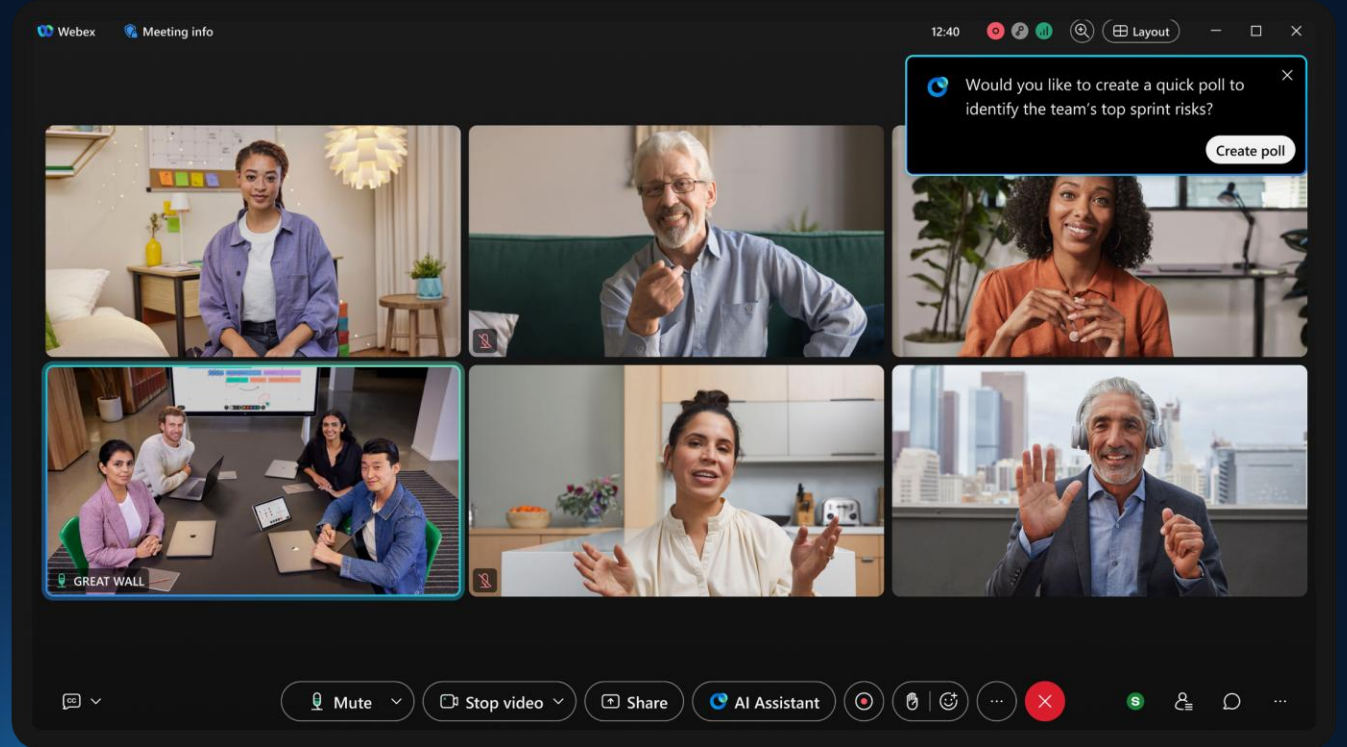 Webex
Meeting info
12:40
Layout
Would you like to create a quick poll to
identify the team’s top sprint risks?
Create poll
GREAT WALL
CC
Mute
Stop video
Share
AI Assistant
S